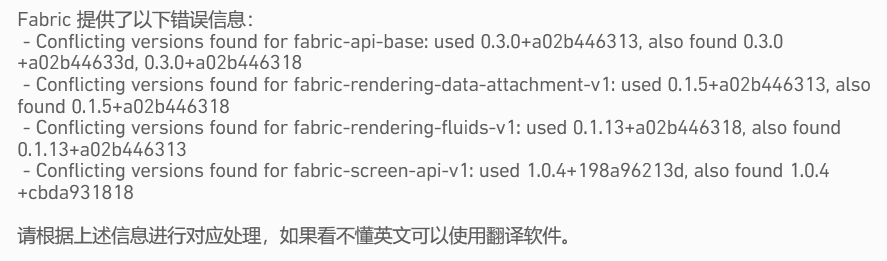 Fabric 提供了以下错误信息：
- Conflicting versions found for fabric-api-base: used 0.3.0+a02b446313, also found 0.3.0
+a02b44633d, 0.3.0+a02b446318
- Conflicting versions found for fabric-rendering-data-attachment-v1: used 0.1.5+a02b446313, also
found 0.1.5+a02b446318
- Conflicting versions found for fabric-rendering-fluids-v1: used 0.1.13+a02b446318, also found
0.1.13+a02b446313
- Conflicting versions found for fabric-screen-api-v1: used 1.0.4+198a96213d, also found 1.0.4
+cbda931818
请根据上述信息进行对应处理，如果看不懂英文可以使用翻译软件。